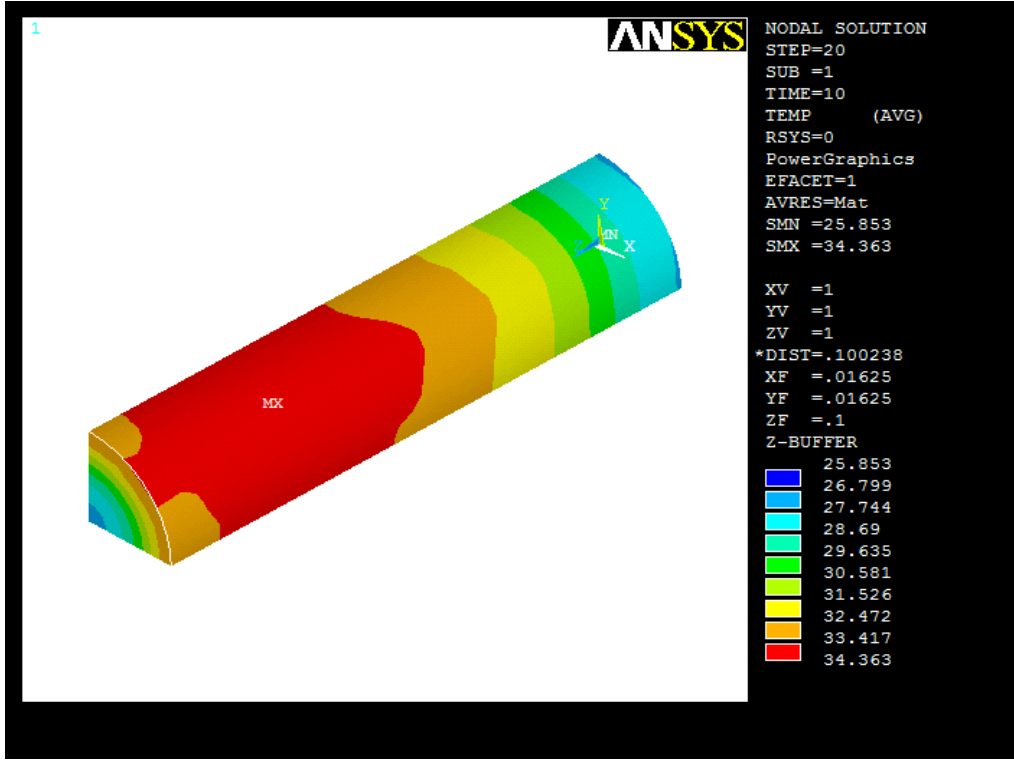 1
ANSYS
NODAL SOLUTION
STEP=20
SUB =1
TIME=10
TEMP (AVG)
RSYS=0
PowerGraphics
EFACET=1
AVRES=Mat
SMN =25.853
SMX =34.363
XV =1
YV =1
ZV =1
*DIST=.100238
XF =.01625
YF =.01625
ZF =.1
Z-BUFFER
25.853
26.799
27.744
28.69
29.635
30.581
31.526
32.472
33.417
34.363
Y
MN
Z X
MX